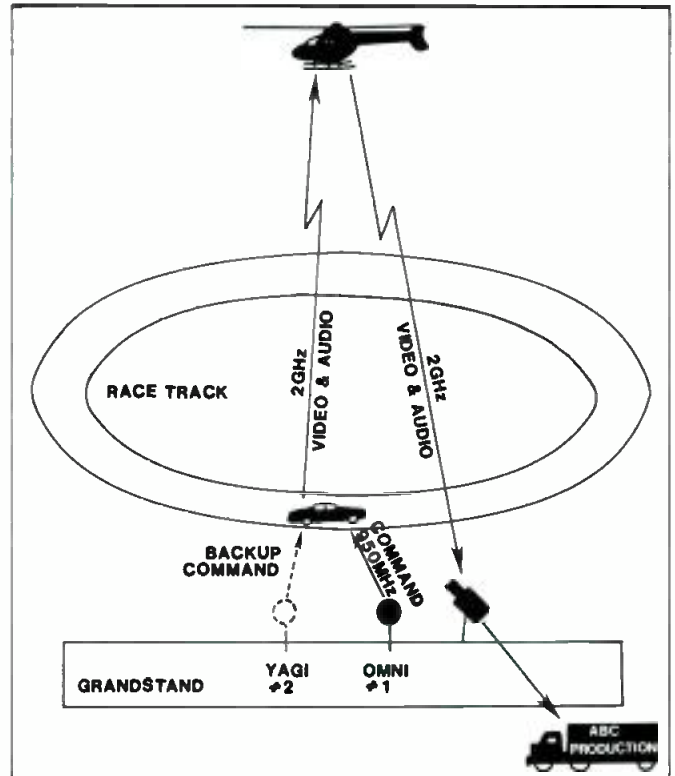 2GHz
VIDEO & AUDIO
2GHz
VIDEO & AUDIO
RACE TRACK
BACKUP
COMMAND
COMMAND
950MHz
YAGI
#2
OMNI
#1
GRANDSTAND
ABC
PRODUCTION